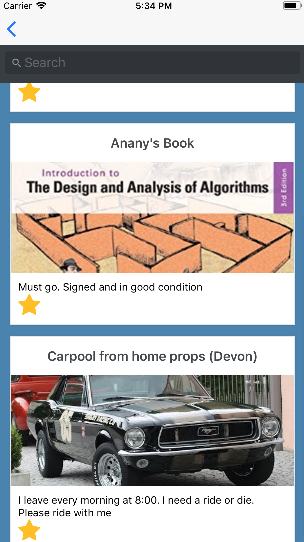 Carrier 5:34 PM
Search
Anany's Book
Introduction to
The Design and Analysis of Algorithms
3rd Edition
Must go. Signed and in good condition
Carpool from home props (Devon)
I leave every morning at 8:00. I need a ride or die.
Please ride with me